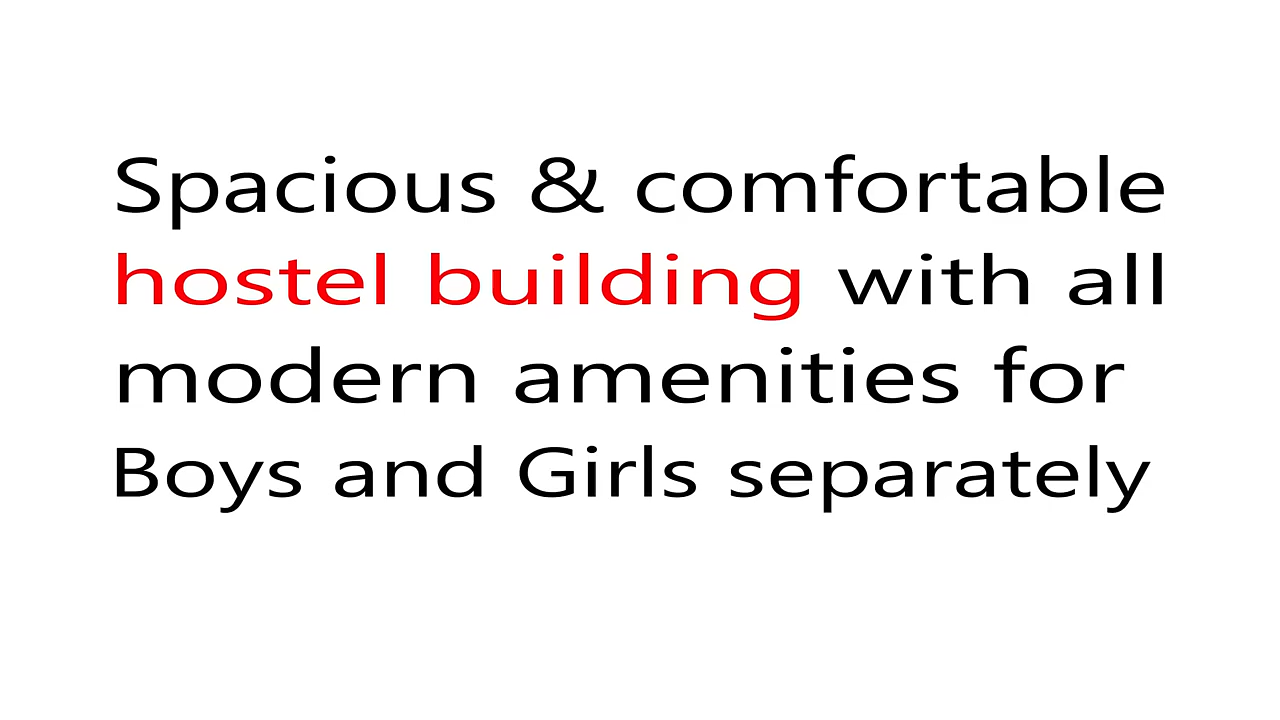 Spacious & comfortable
hostel building with all
modern amenities for
Boys and Girls separately